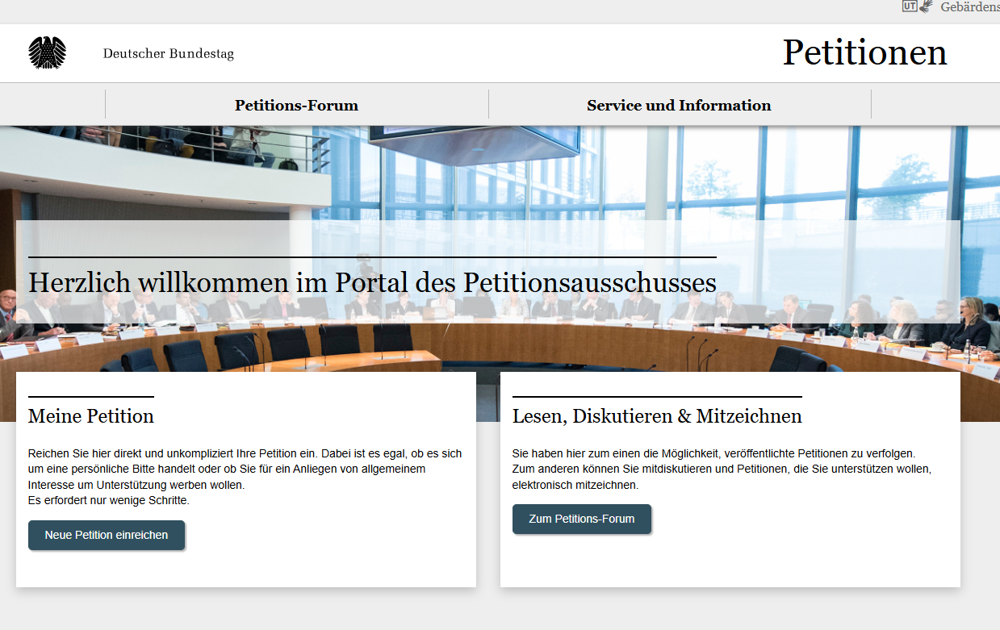 UT Gebärdens
Deutscher Bundestag
Petitionen
Petitions-Forum
Service und Information
Herzlich willkommen im Portal des Petitionsausschusses
Meine Petition
Reichen Sie hier direkt und unkompliziert Ihre Petition ein. Dabei ist es egal, ob es sich
um eine persönliche Bitte handelt oder ob Sie für ein Anliegen von allgemeinem
Interesse um Unterstützung werben wollen.
Es erfordert nur wenige Schritte.
Neue Petition einreichen
Lesen, Diskutieren & Mitzeichnen
Sie haben hier zum einen die Möglichkeit, veröffentlichte Petitionen zu verfolgen.
Zum anderen können Sie mitdiskutieren und Petitionen, die Sie unterstützen wollen,
elektronisch mitzeichnen.
Zum Petitions-Forum